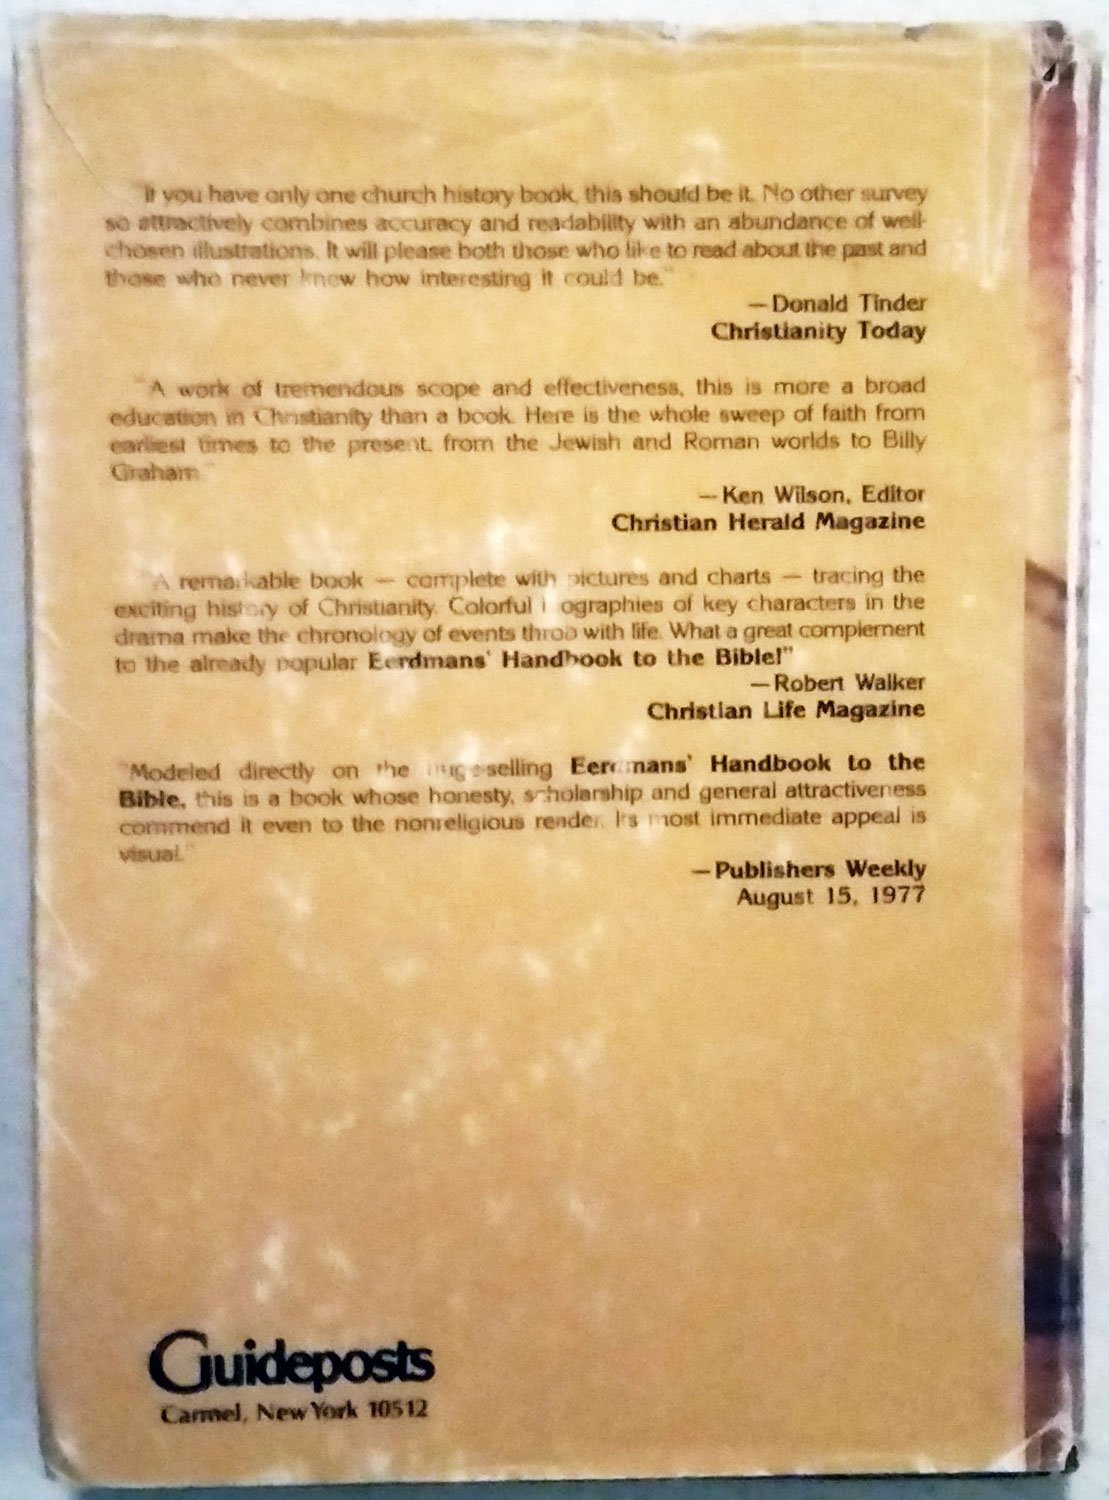 "If you have only one church history book, this should be it. No other survey
so attractively combines accuracy and readability with an abundance of well-
chosen illustrations. It will please both those who like to read about the past and
those who never knew how interesting it could be."
—Donald Tinder
Christianity Today
"A work of tremendous scope and effectiveness, this is more a broad
education in Christianity than a book. Here is the whole sweep of faith from
earliest times to the present, from the Jewish and Roman worlds to Billy
Graham."
—Ken Wilson, Editor
Christian Herald Magazine
"A remarkable book — complete with pictures and charts — tracing the
exciting history of Christianity. Colorful biographies of key characters in the
drama make the chronology of events throb with life. What a great complement
to the already popular Eerdmans' Handbook to the Bible!"
—Robert Walker
Christian Life Magazine
"Modeled directly on the huge-selling Eerdmans' Handbook to the
Bible, this is a book whose honesty, scholarship and general attractiveness
commend it even to the nonreligious reader. Its most immediate appeal is
visual."
—Publishers Weekly
August 15, 1977
Guideposts
Carmel, New York 10512